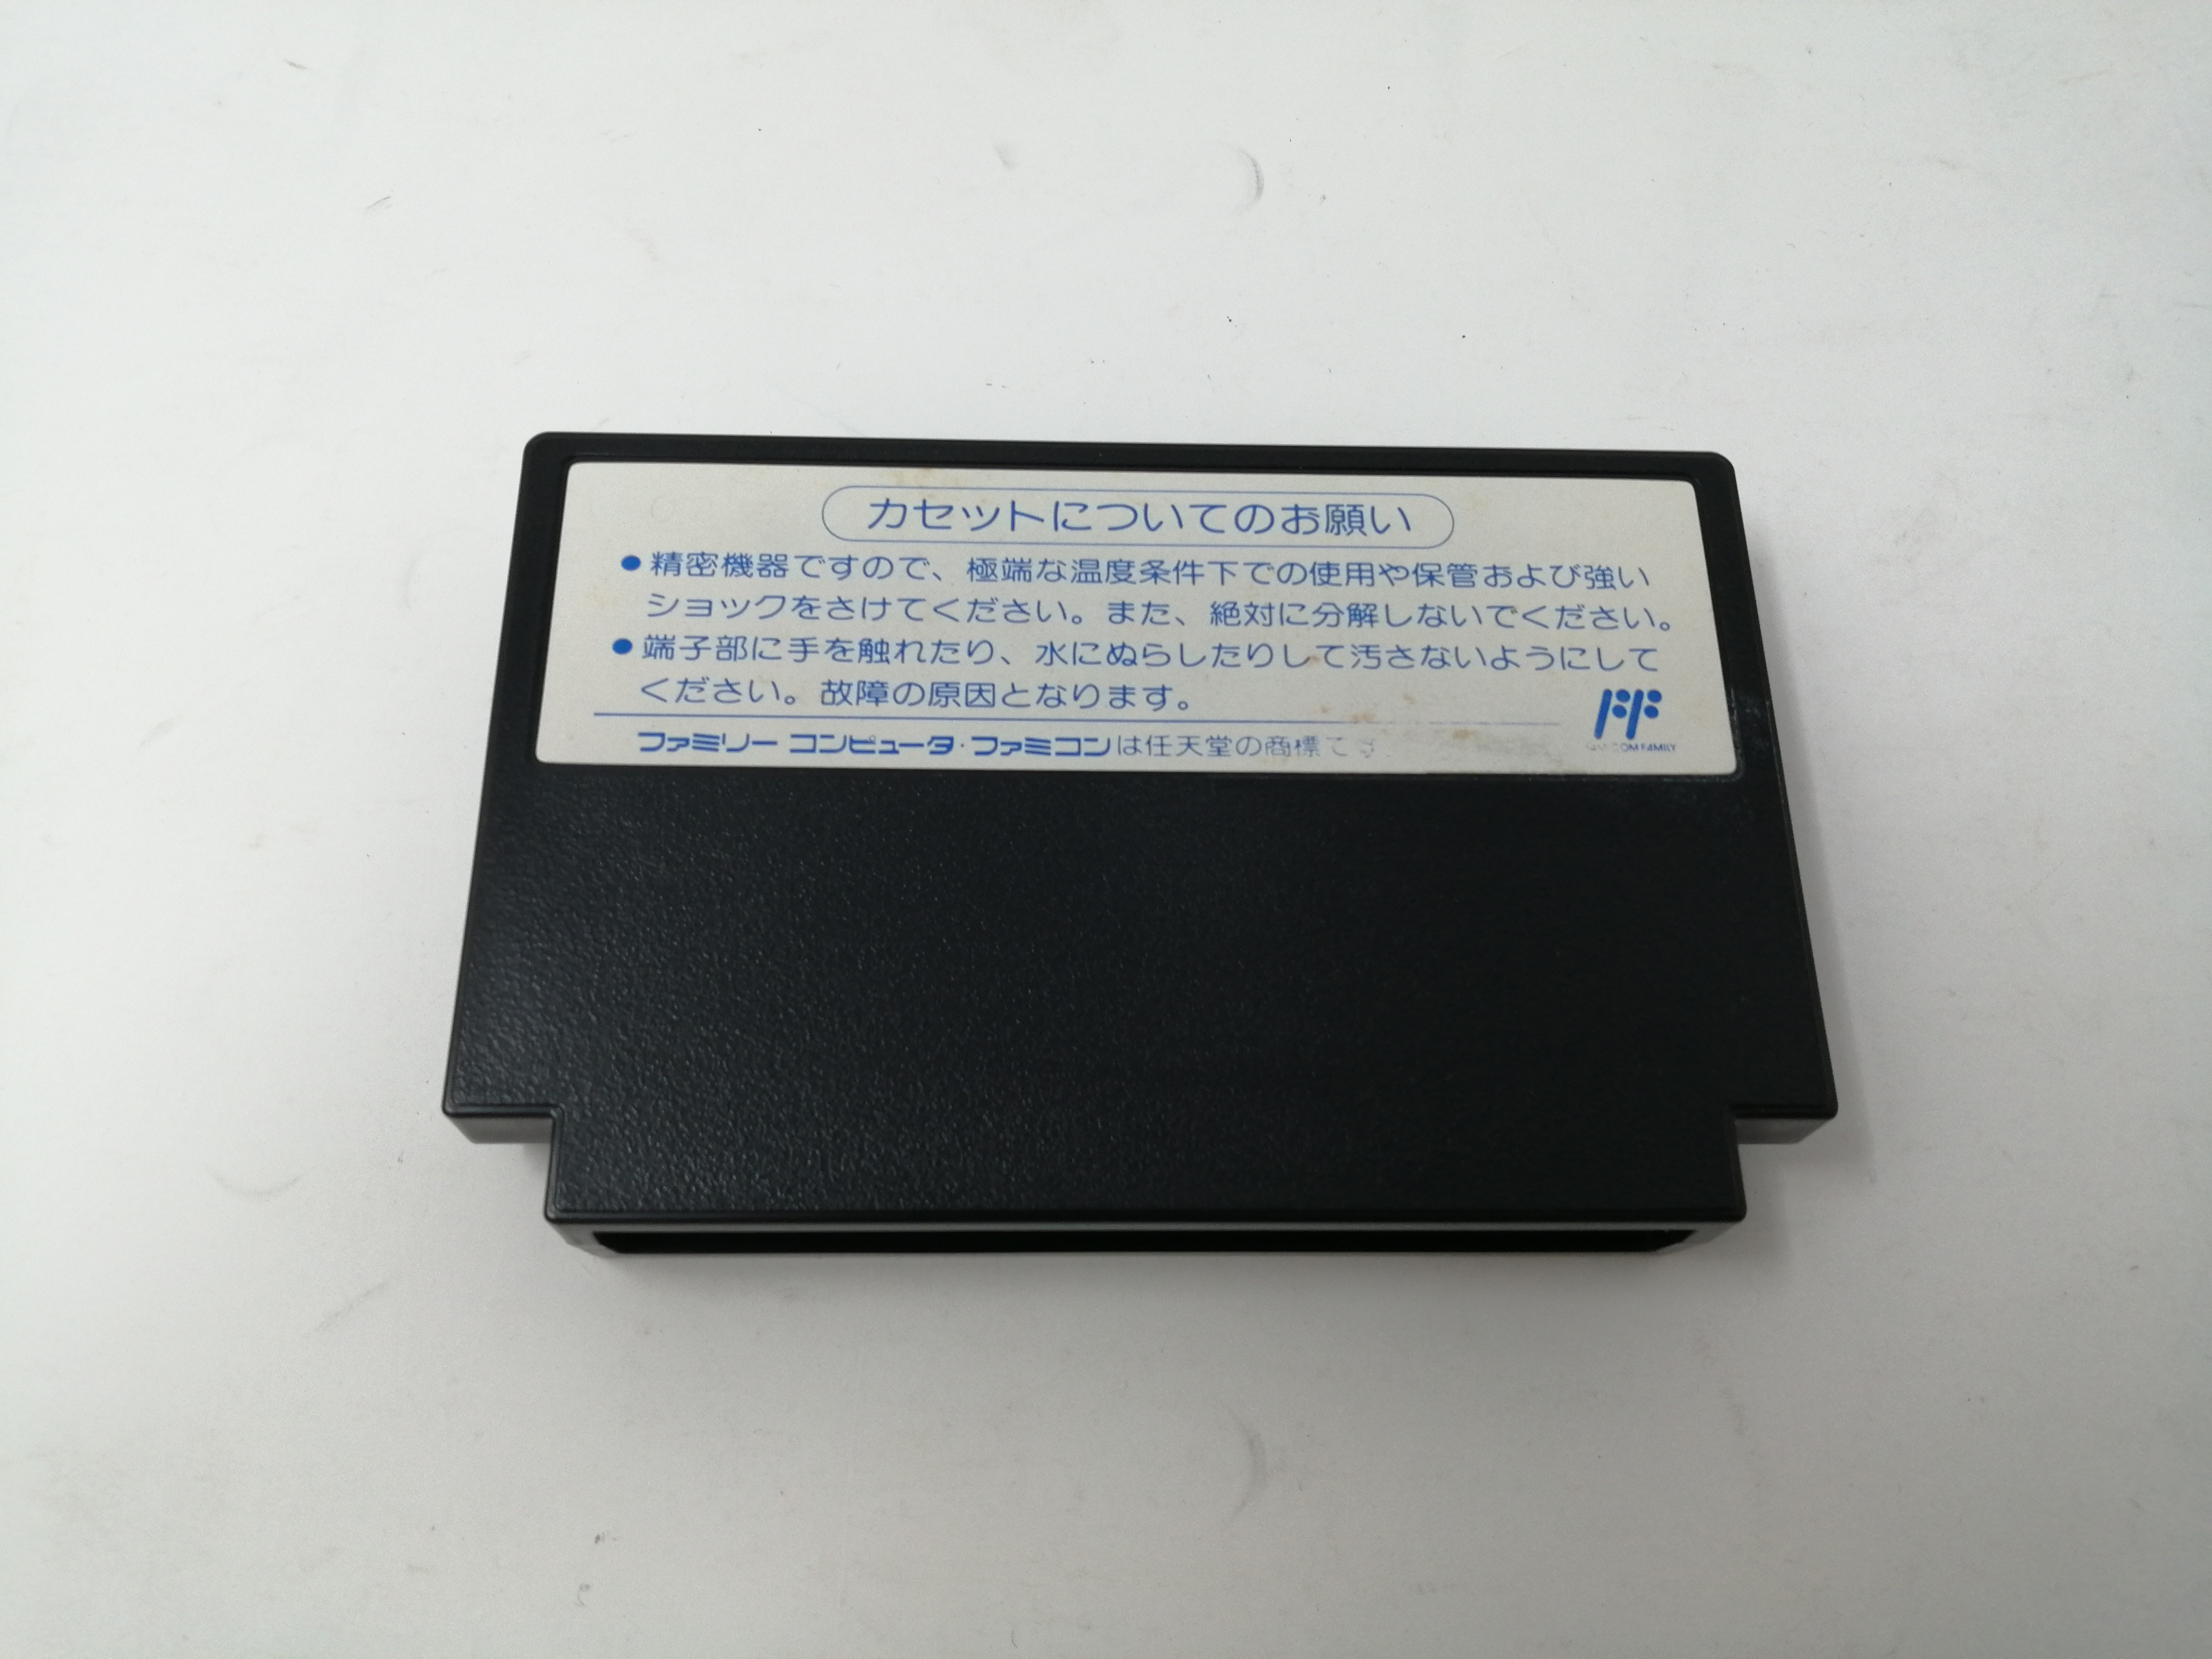 カセットについてのお願い
●精密機器ですので、極端な温度条件下での使用や保管および強い
ショックをさけてください。また、絶対に分解しないでください。
●端子部に手を触れたり、水にぬらしたりして汚さないようにして
ください。故障の原因となります。
ファミリー コンピュータ・ファミコンは任天堂の商標です。
FAMICOM FAMILY